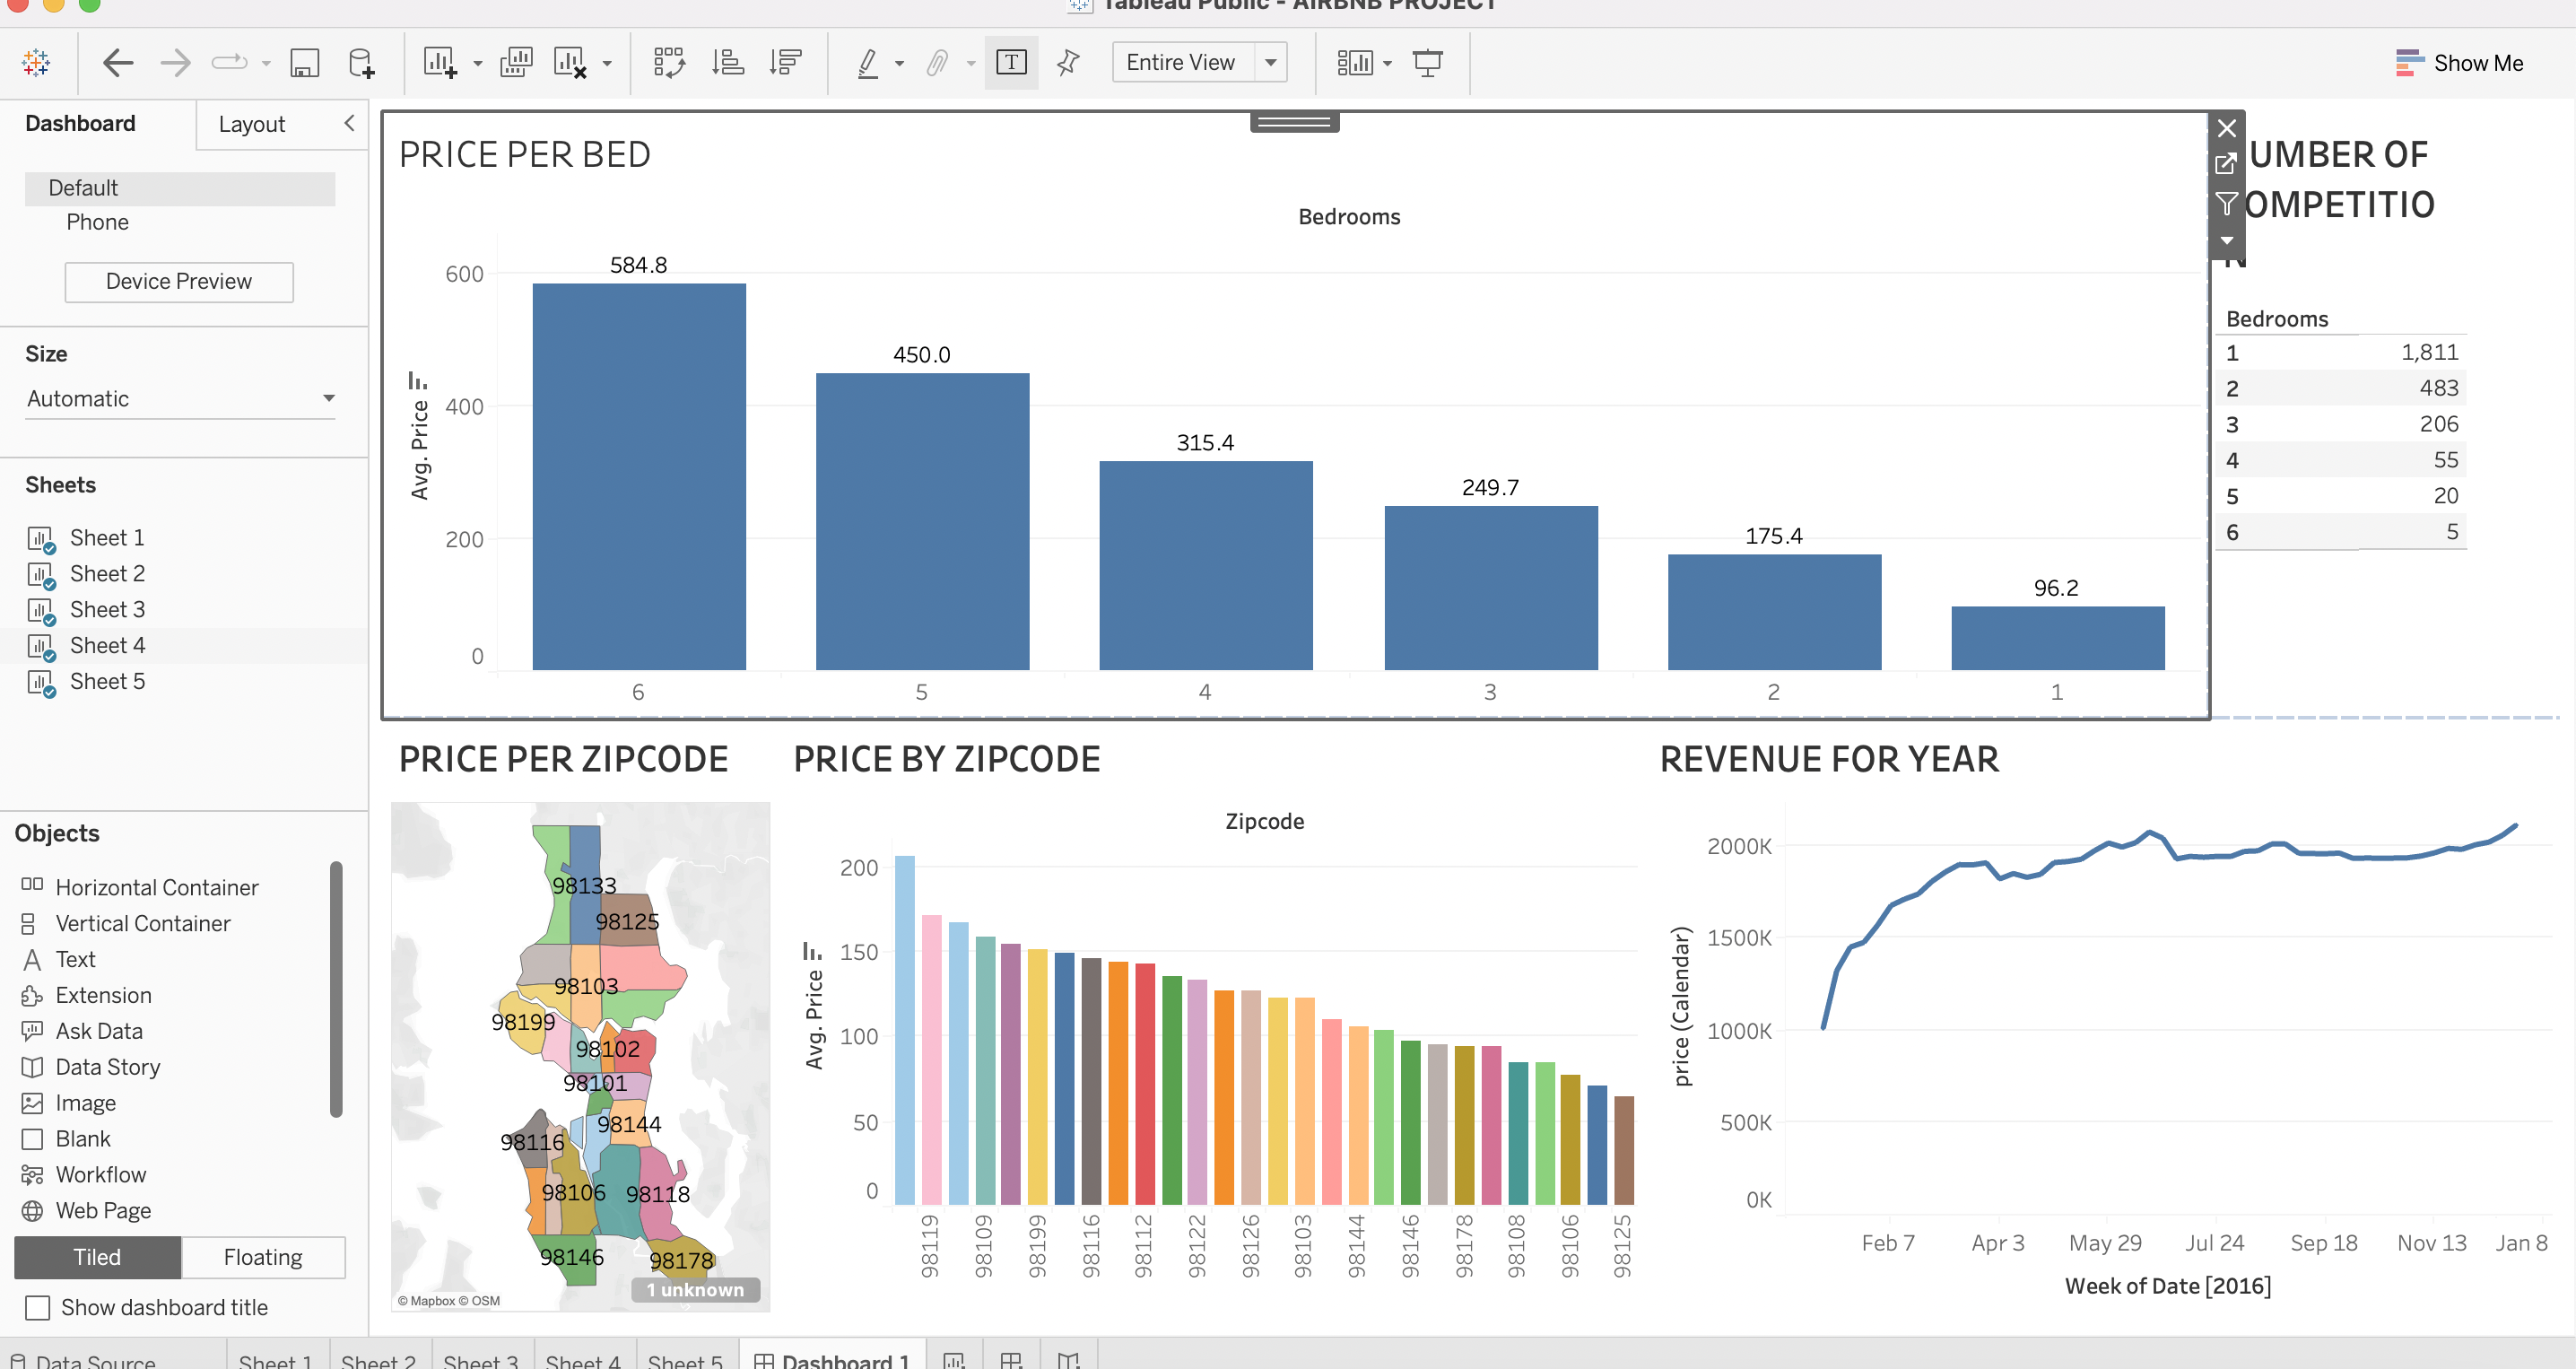 Tableau Public - AIRBNB PROJECT
T
Entire View
Show Me
Dashboard
Layout
Default
Phone
Device Preview
Size
Automatic
Sheets
Sheet 1
Sheet 2
Sheet 3
Sheet 4
Sheet 5
Objects
Horizontal Container
Vertical Container
A Text
Extension
Ask Data
Data Story
Image
Blank
Workflow
Web Page
Tiled
Floating
Show dashboard title
PRICE PER BED
Bedrooms
Avg. Price
600
400
200
0
584.8
450.0
315.4
249.7
175.4
96.2
6
5
4
3
2
1
UMBER OF
OMPETITIO
N
Bedrooms
1 1,811
2 483
3 206
4 55
5 20
6 5
PRICE PER ZIPCODE
98133
98125
98103
98199
98102
98101
98144
98116
98106
98118
98146
98178
1 unknown
© Mapbox © OSM
PRICE BY ZIPCODE
Zipcode
Avg. Price
200
150
100
50
0
98119
98109
98199
98116
98112
98122
98126
98103
98144
98146
98178
98108
98106
98125
REVENUE FOR YEAR
price (Calendar)
2000K
1500K
1000K
500K
0K
Feb 7
Apr 3
May 29
Jul 24
Sep 18
Nov 13
Jan 8
Week of Date [2016]
Data Source
Sheet 1
Sheet 2
Sheet 3
Sheet 4
Sheet 5
Dashboard 1